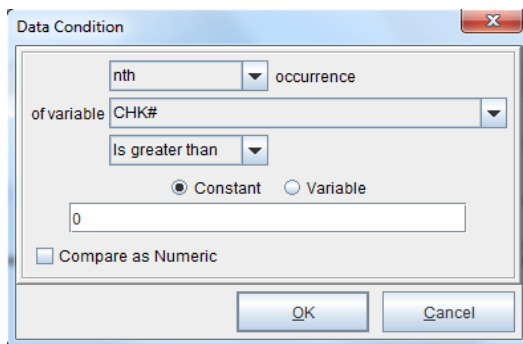 Data Condition
nth occurrence
of variable CHK#
Is greater than
Constant Variable
0
Compare as Numeric
OK Cancel